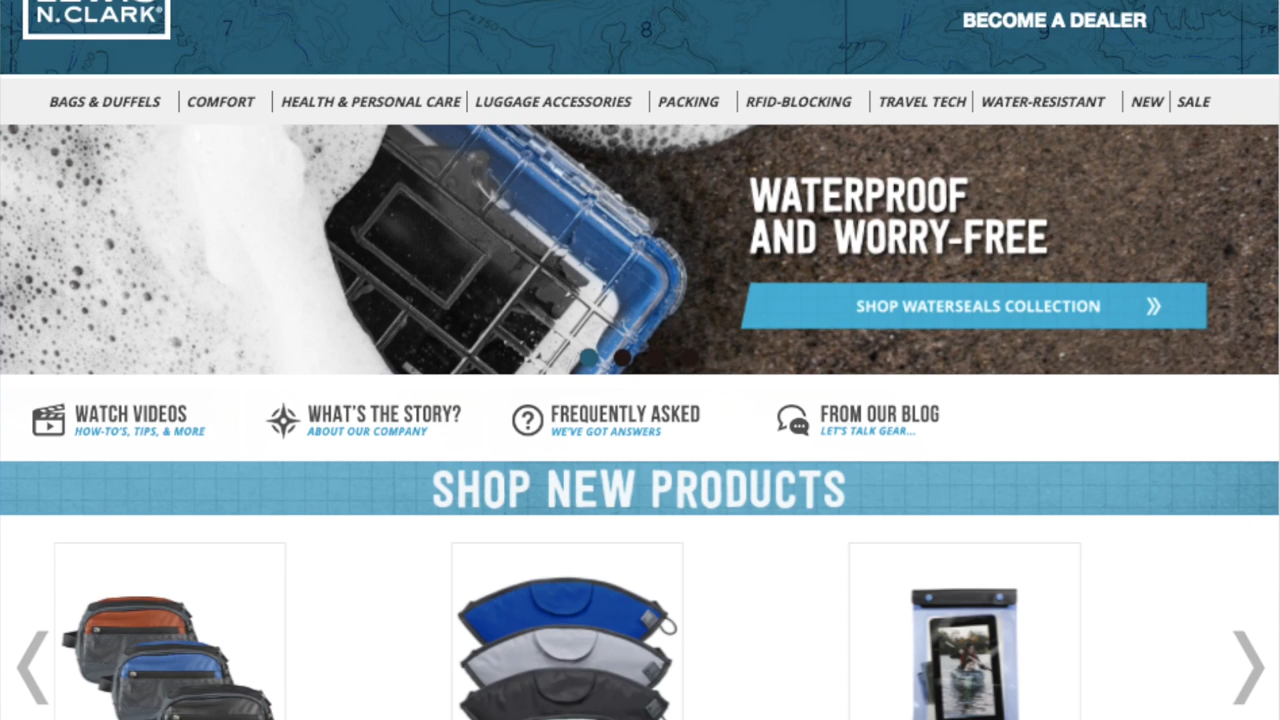 N.CLARK®
BECOME A DEALER
BAGS & DUFFELS
COMFORT
HEALTH & PERSONAL CARE
LUGGAGE ACCESSORIES
PACKING
RFID-BLOCKING
TRAVEL TECH
WATER-RESISTANT
NEW
SALE
WATERPROOF
AND WORRY-FREE
SHOP WATERSEALS COLLECTION
WATCH VIDEOS
HOW-TO'S, TIPS, & MORE
WHAT'S THE STORY?
ABOUT OUR COMPANY
FREQUENTLY ASKED
WE'VE GOT ANSWERS
FROM OUR BLOG
LET'S TALK GEAR...
SHOP NEW PRODUCTS